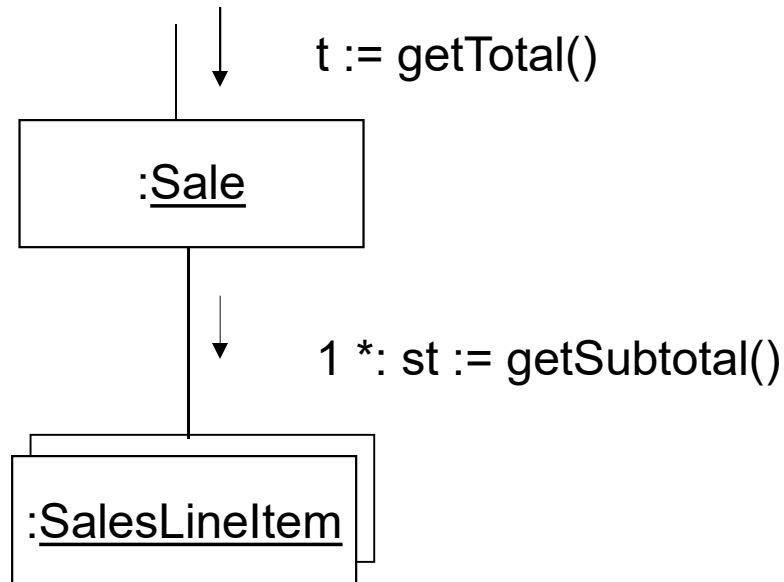 t := getTotal()
:Sale
1 *: st := getSubtotal()
:SalesLineItem